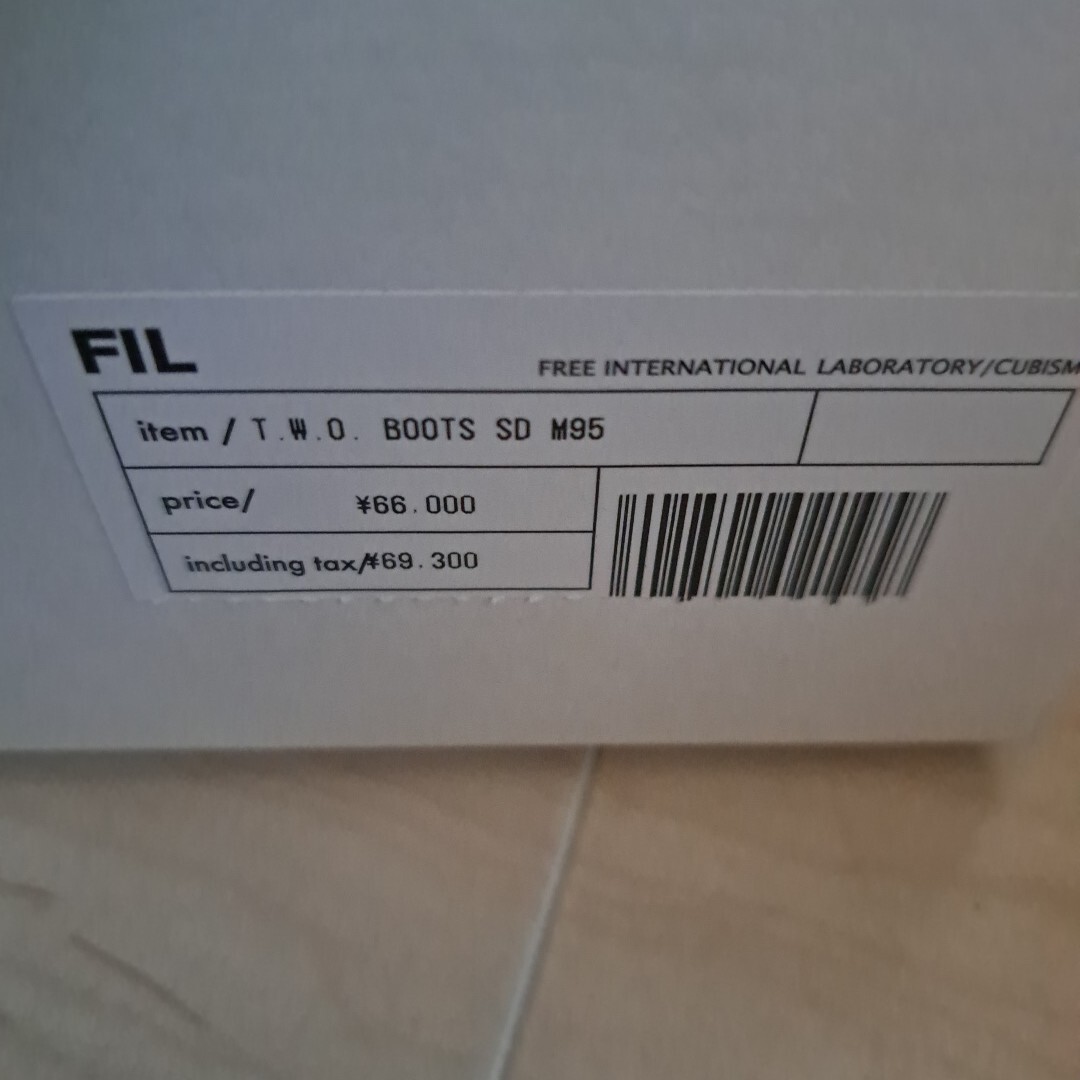 FIL
FREE INTERNATIONAL LABORATORY/CUBISM
item / T.W.O. BOOTS SD M95
price/ ¥66.000
including tax/¥69.300